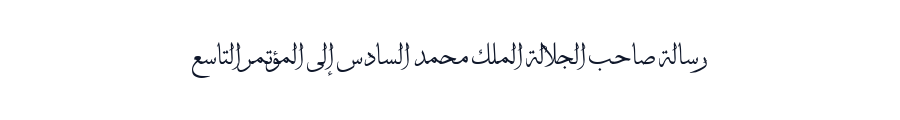 رسالة صاحب الجلالة الملك محمد السادس إلى المؤتمر التاسع